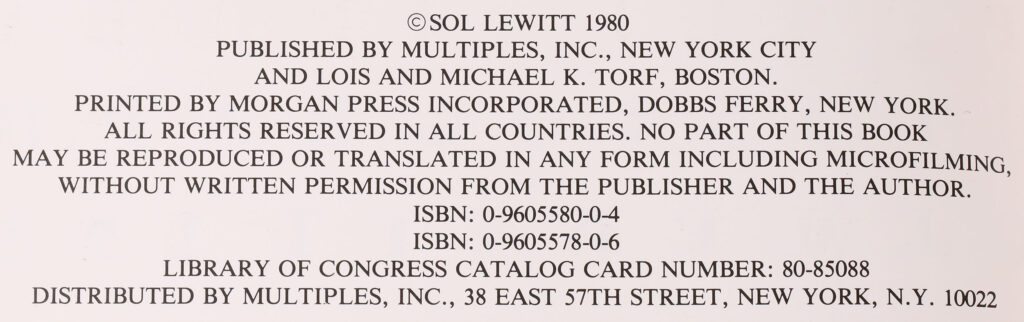 ©SOL LEWITT 1980
PUBLISHED BY MULTIPLES, INC., NEW YORK CITY
AND LOIS AND MICHAEL K. TORF, BOSTON.
PRINTED BY MORGAN PRESS INCORPORATED, DOBBS FERRY, NEW YORK.
ALL RIGHTS RESERVED IN ALL COUNTRIES. NO PART OF THIS BOOK
MAY BE REPRODUCED OR TRANSLATED IN ANY FORM INCLUDING MICROFILMING,
WITHOUT WRITTEN PERMISSION FROM THE PUBLISHER AND THE AUTHOR.
ISBN: 0-9605580-0-4
ISBN: 0-9605578-0-6
LIBRARY OF CONGRESS CATALOG CARD NUMBER: 80-85088
DISTRIBUTED BY MULTIPLES, INC., 38 EAST 57TH STREET, NEW YORK, N.Y. 10022